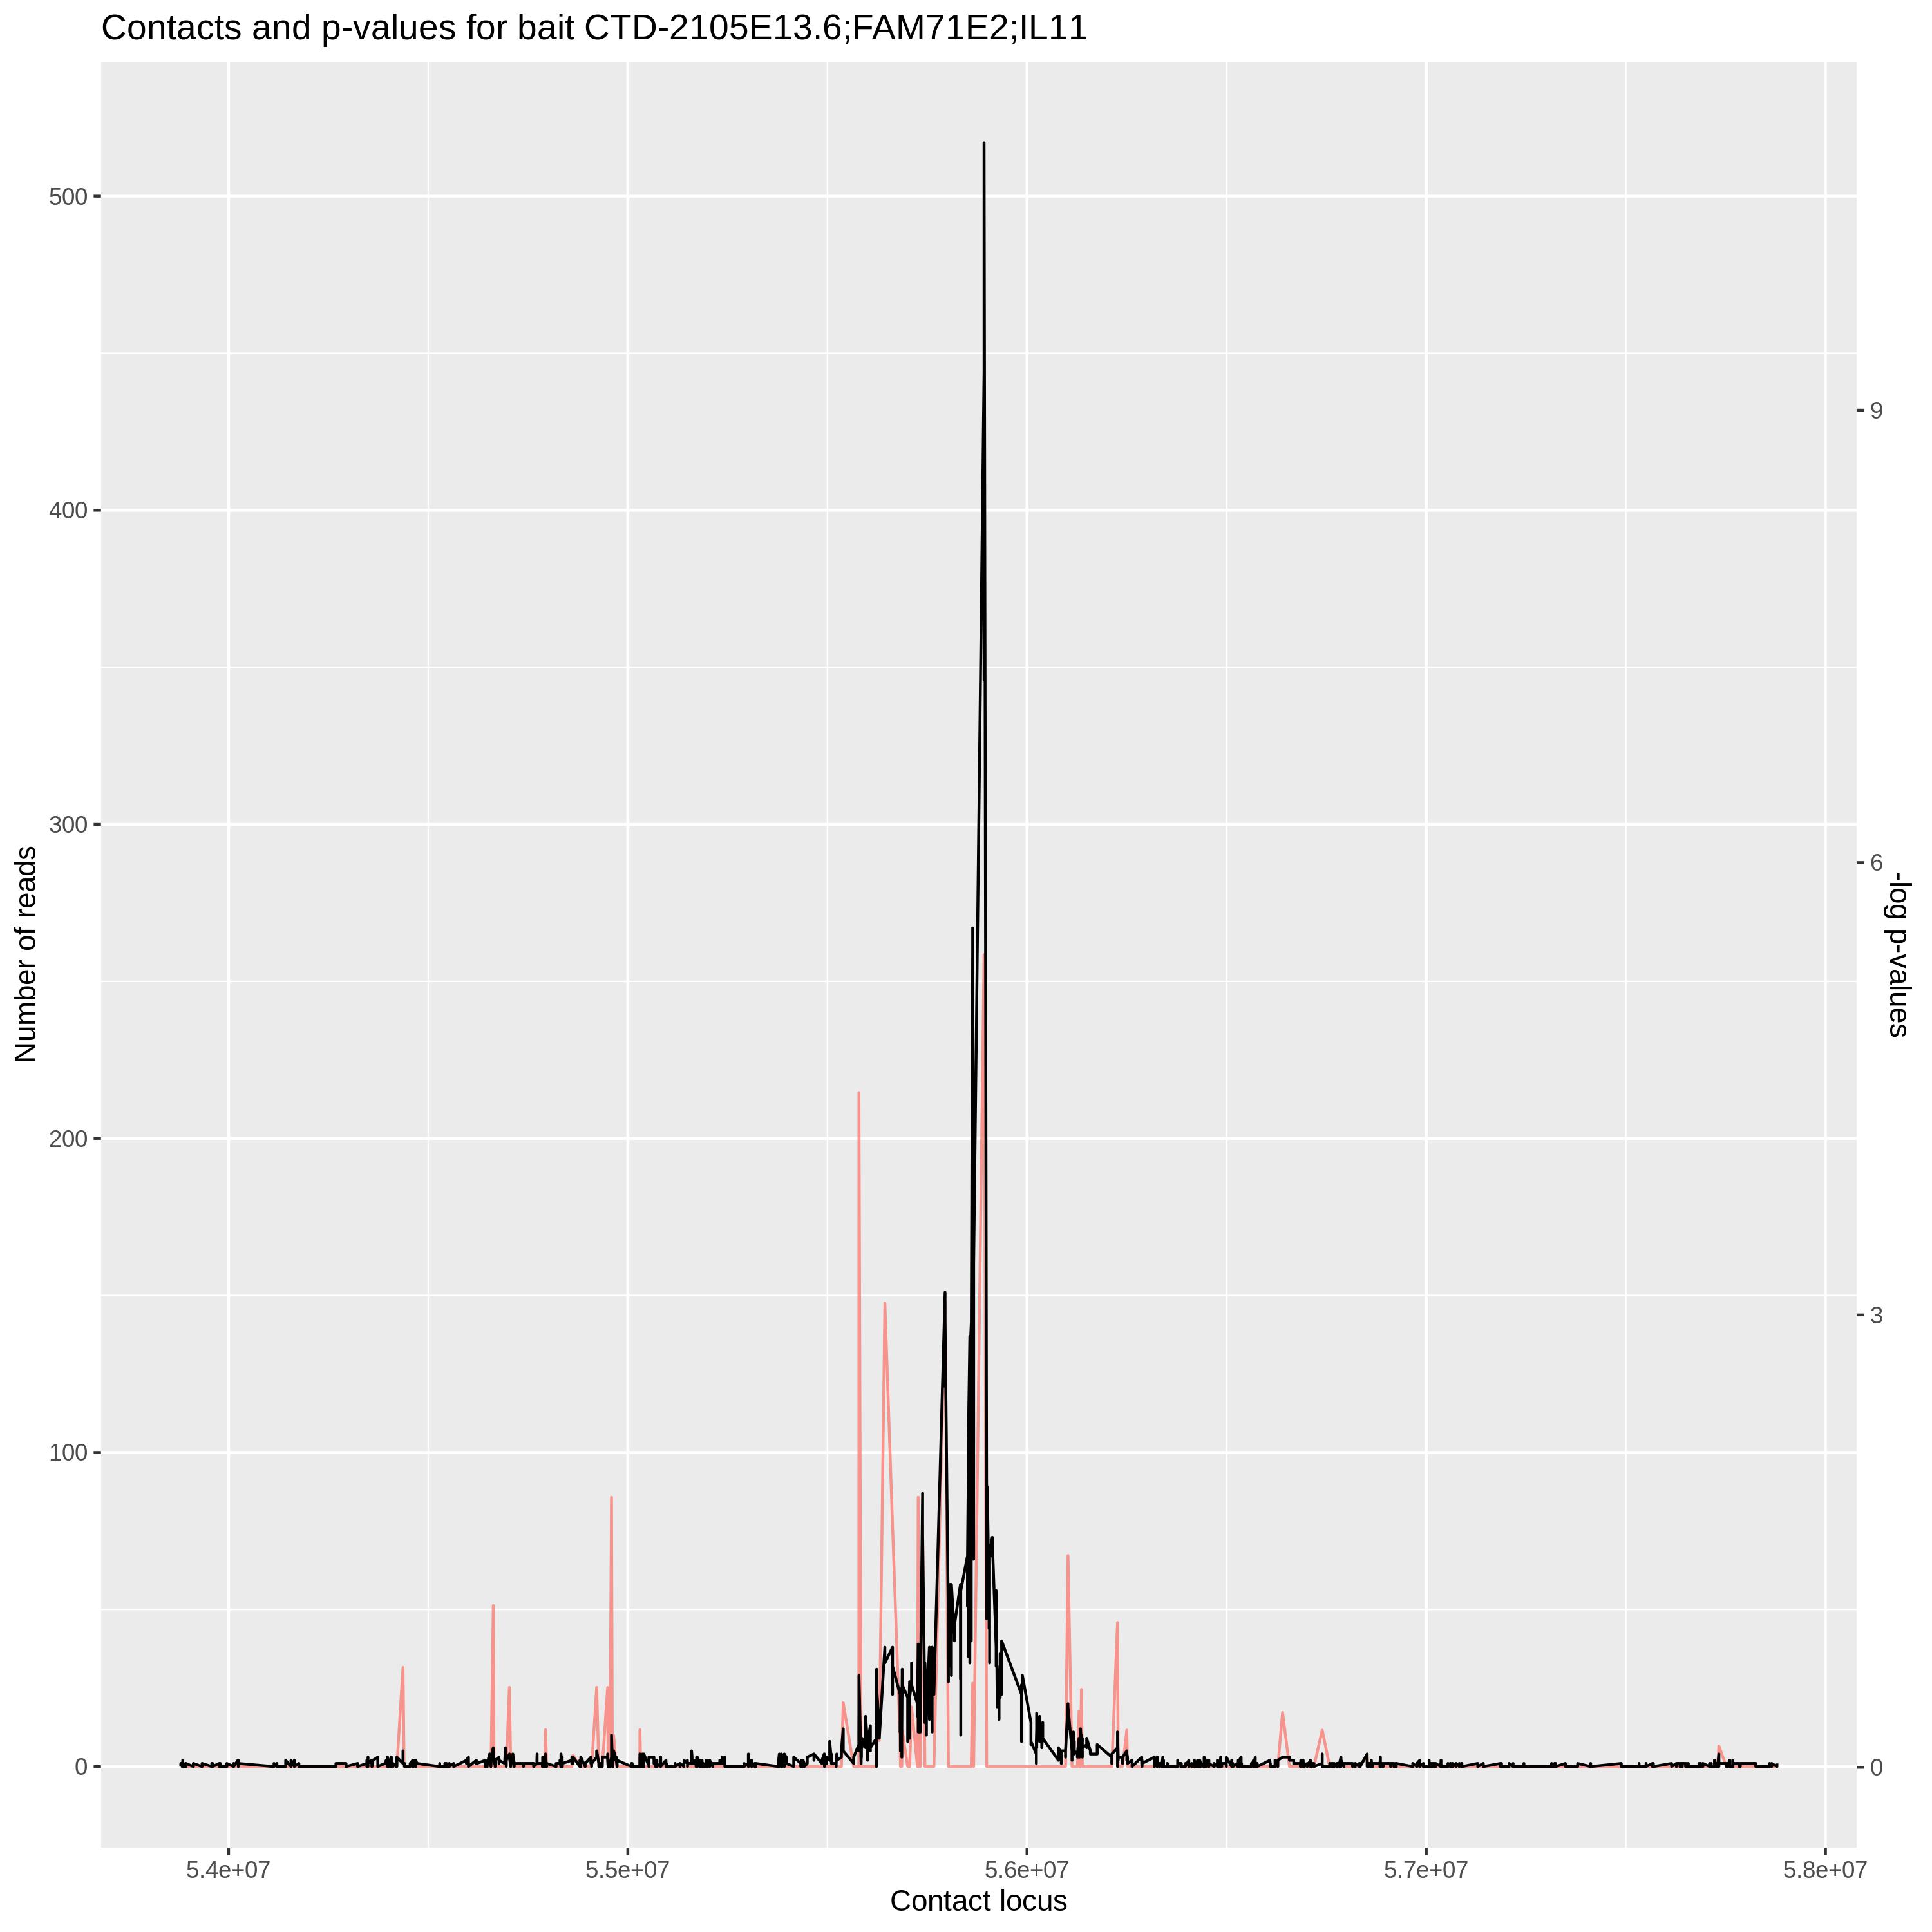 Contacts and p-values for bait CTD-2105E13.6;FAM71E2;IL11
500
400
300
200
100
0
Number of reads
9
6
3
0
-log p-values
5.4e+07
5.5e+07
5.6e+07
5.7e+07
5.8e+07
Contact locus